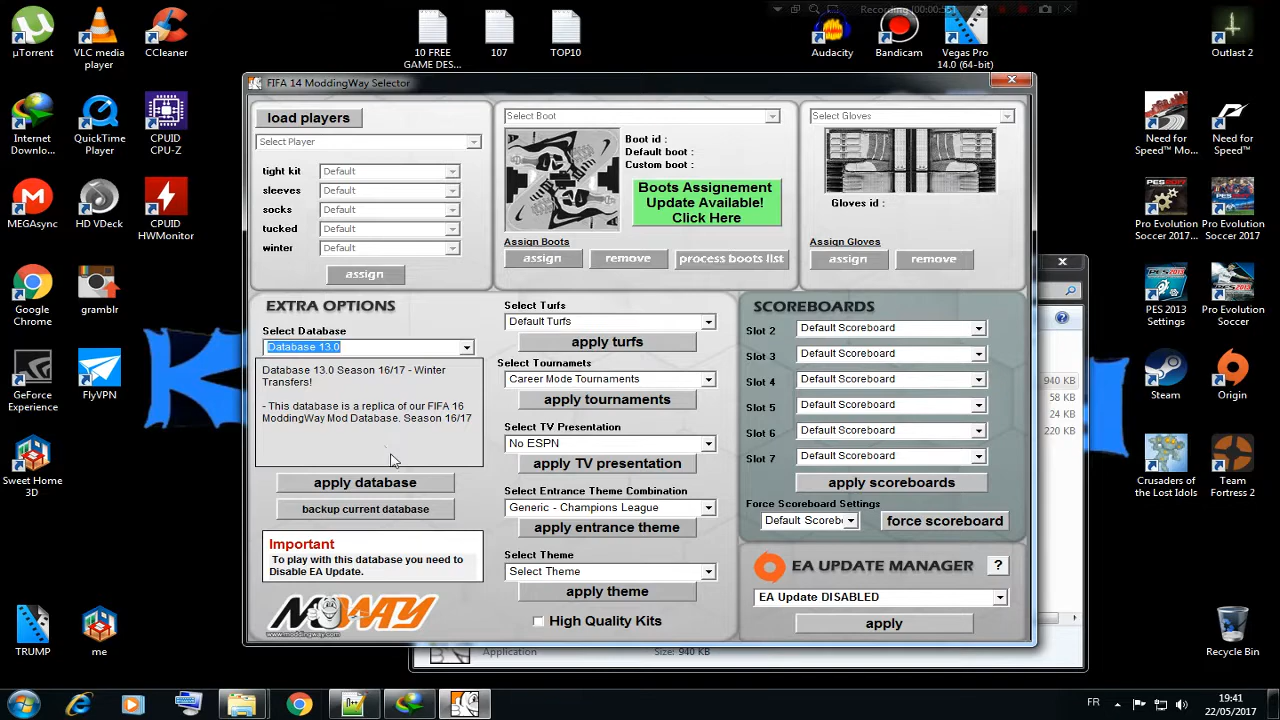 Recording [00:00:55]
µTorrent
VLC media
player
CCleaner
10 FREE
GAME DES...
107
TOP10
Audacity
Bandicam
Vegas Pro
14.0 (64-bit)
Outlast 2
FIFA 14 ModdingWay Selector
load players
Select Player
tight kit
Default
sleeves
Default
socks
Default
tucked
Default
winter
Default
assign
Select Boot
Boot id :
Default boot :
Custom boot :
Boots Assignement
Update Available!
Click Here
Assign Boots
assign
remove
process boots list
Select Gloves
Gloves id :
Assign Gloves
assign
remove
Internet
Downlo...
QuickTime
Player
CPUID
CPU-Z
MEGAsync
HD VDeck
CPUID
HWMonitor
Google
Chrome
gramblr
GeForce
Experience
FlyVPN
Sweet Home
3D
TRUMP
me
EXTRA OPTIONS
Select Database
Database 13.0
Database 13.0 Season 16/17 - Winter
Transfers!
- This database is a replica of our FIFA 16
ModdingWay Mod Database. Season 16/17
apply database
backup current database
Important
To play with this database you need to
Disable EA Update.
MODWAY
www.moddingway.com
Select Turfs
Default Turfs
apply turfs
Select Tournamets
Career Mode Tournaments
apply tournaments
Select TV Presentation
No ESPN
apply TV presentation
Select Entrance Theme Combination
Generic - Champions League
apply entrance theme
Select Theme
Select Theme
apply theme
High Quality Kits
SCOREBOARDS
Slot 2
Default Scoreboard
Slot 3
Default Scoreboard
Slot 4
Default Scoreboard
Slot 5
Default Scoreboard
Slot 6
Default Scoreboard
Slot 7
Default Scoreboard
apply scoreboards
Force Scoreboard Settings
Default Scoreb
force scoreboard
EA UPDATE MANAGER
?
EA Update DISABLED
apply
940 KB
58 KB
24 KB
220 KB
Application
Size: 940 KB
Need for
Speed™ Mo...
Need for
Speed™
Pro Evolution
Soccer 2017...
Pro Evolution
Soccer 2017
PES 2013
Settings
Pro Evolution
Soccer
Steam
Origin
Crusaders of
the Lost Idols
Team
Fortress 2
Recycle Bin
FR
19:41
22/05/2017